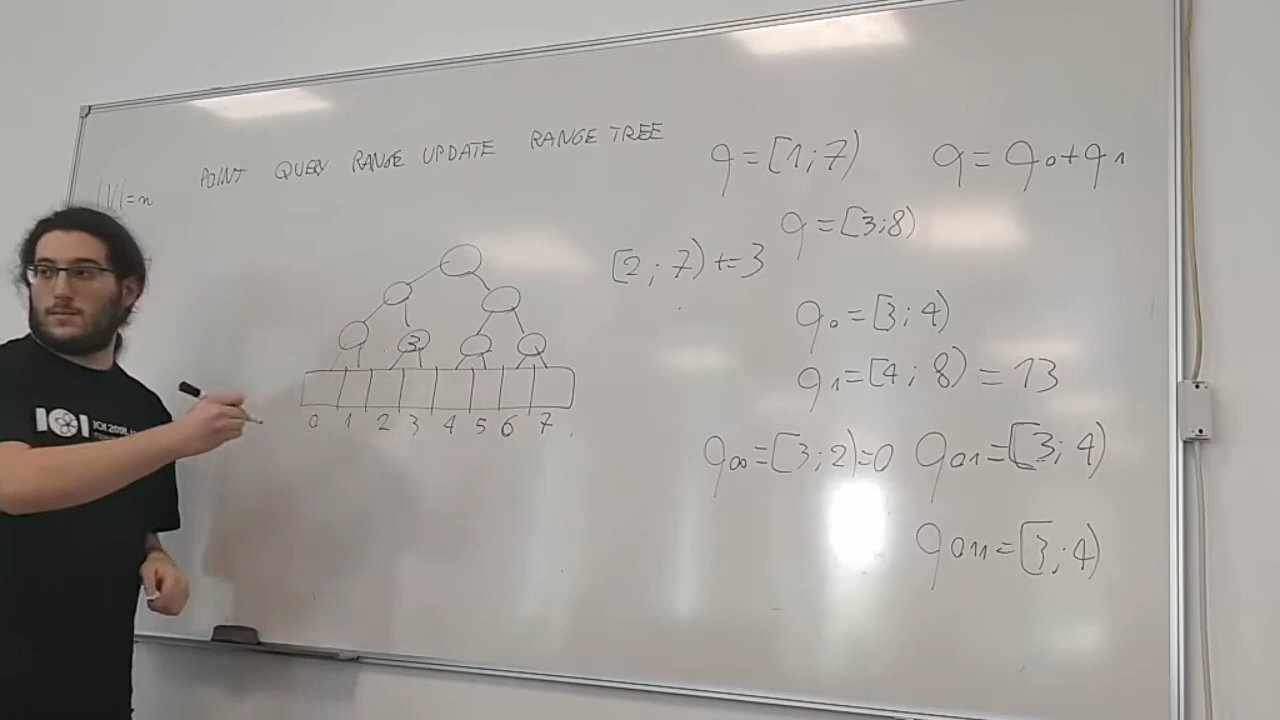 POINT QUERY RANGE UPDATE RANGE TREE
|V|=n
q=[1;7)
q=q0+q1
q=[3;8)
[2;7)+=3
q0=[3;4)
q1=[4;8)=13
q00=[3;2)=0
q01=[3;4)
q011=[3;4)
3
0 1 2 3 4 5 6 7
IOI
IOI 2018